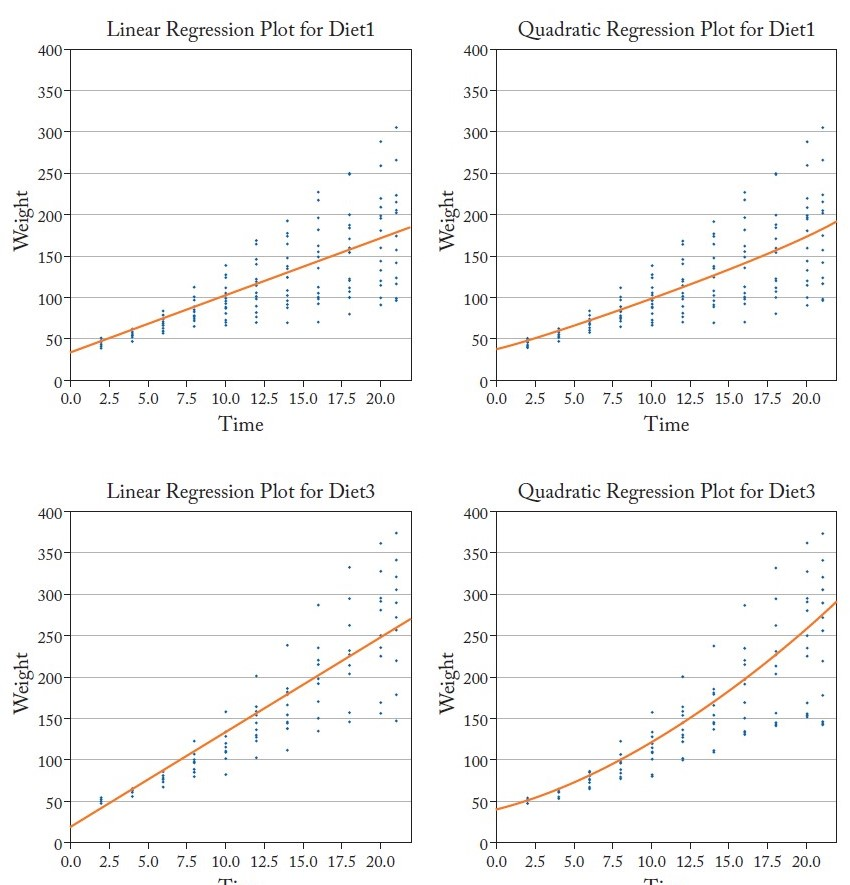 Linear Regression Plot for Diet1
400
350
300
250
200
150
100
50
0
Weight
0.0 2.5 5.0 7.5 10.0 12.5 15.0 17.5 20.0
Time
Quadratic Regression Plot for Diet1
400
350
300
250
200
150
100
50
0
Weight
0.0 2.5 5.0 7.5 10.0 12.5 15.0 17.5 20.0
Time
Linear Regression Plot for Diet3
400
350
300
250
200
150
100
50
0
Weight
0.0 2.5 5.0 7.5 10.0 12.5 15.0 17.5 20.0
Quadratic Regression Plot for Diet3
400
350
300
250
200
150
100
50
0
Weight
0.0 2.5 5.0 7.5 10.0 12.5 15.0 17.5 20.0